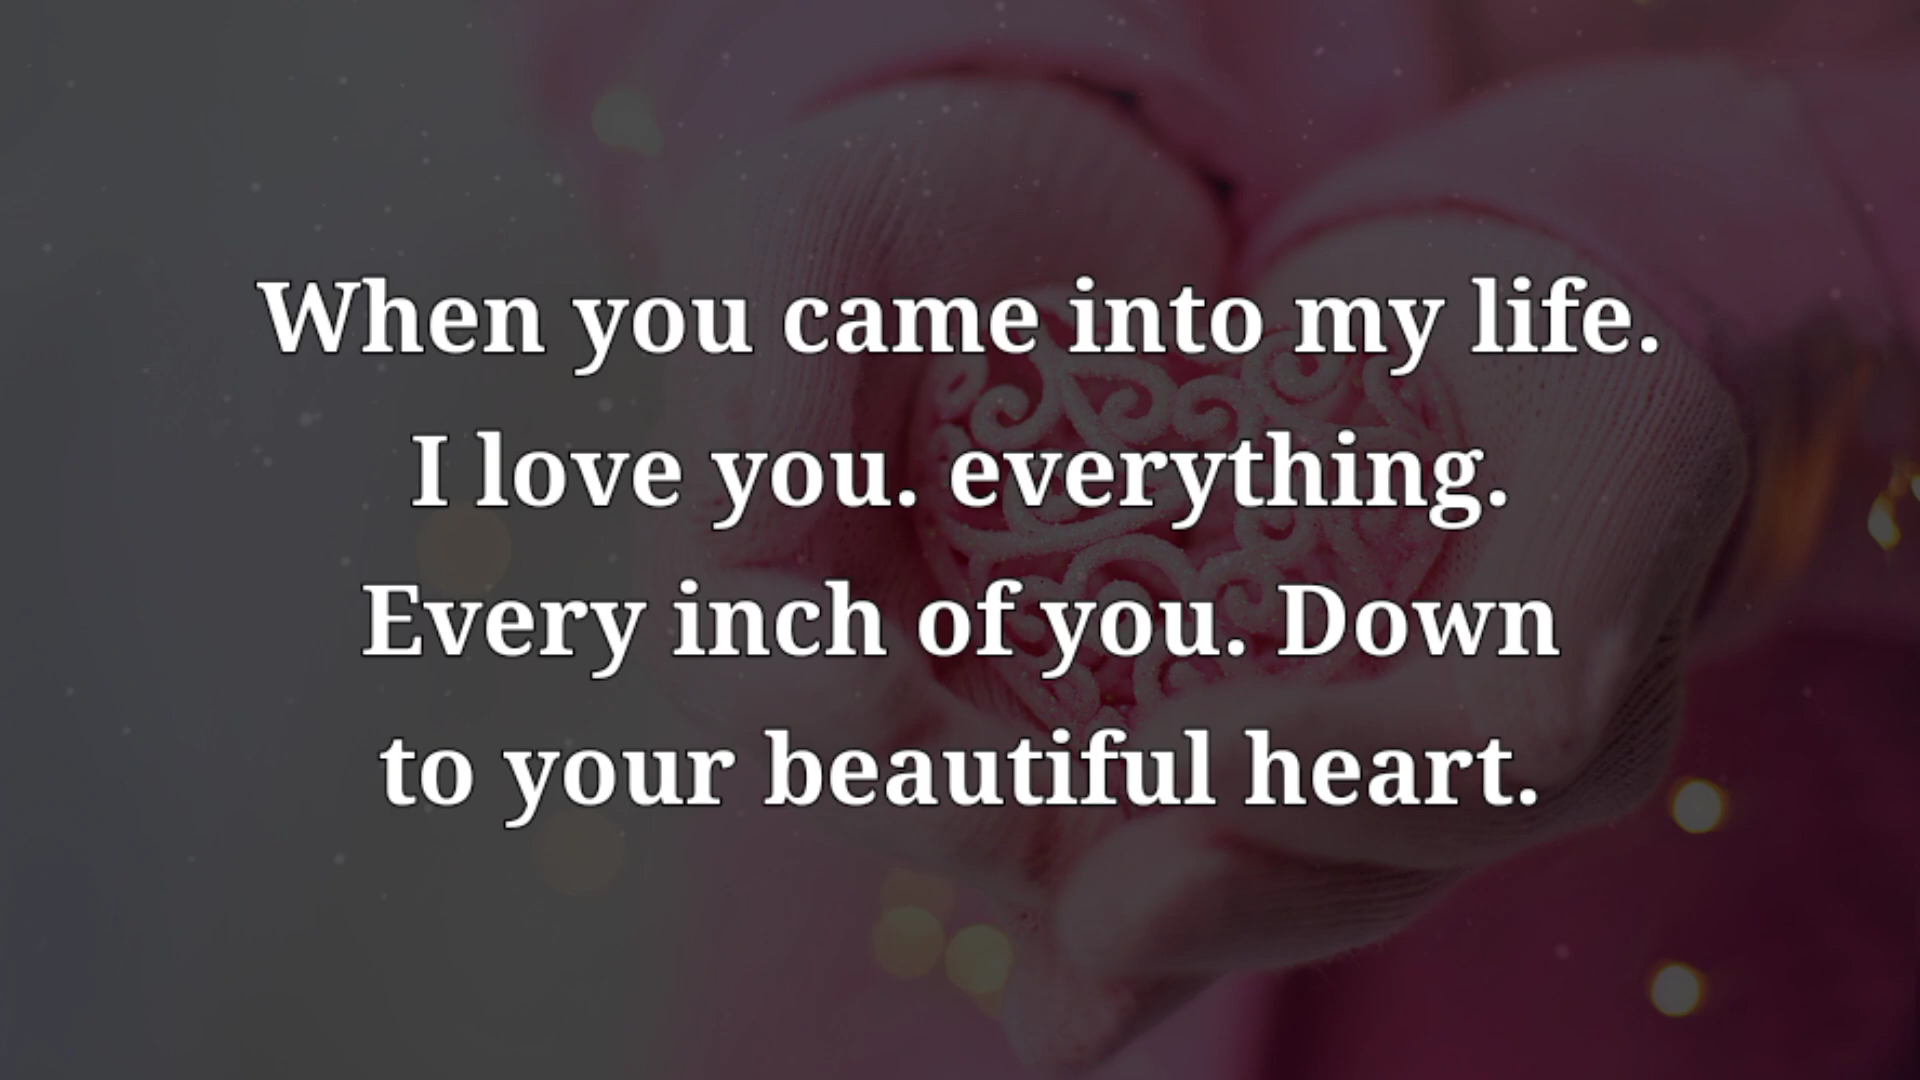 When you came into my life.
I love you. everything.
Every inch of you. Down
to your beautiful heart.